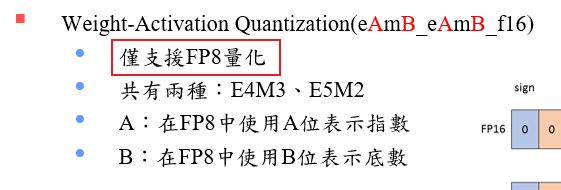 Weight-Activation Quantization(eAmB_eAmB_f16)
僅支援FP8量化
共有兩種：E4M3、E5M2
sign
A：在FP8中使用A位表示指數
FP16 0 0
B：在FP8中使用B位表示底數